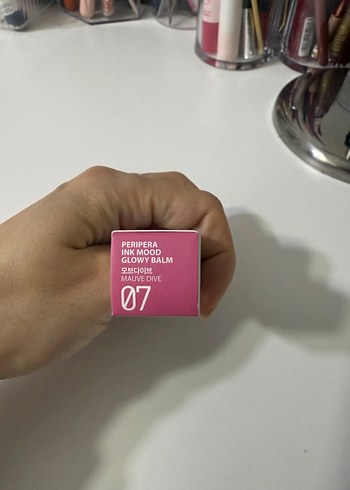 PERIPERA
INK MOOD
GLOWY BALM
모브다이브
MAUVE DIVE
07